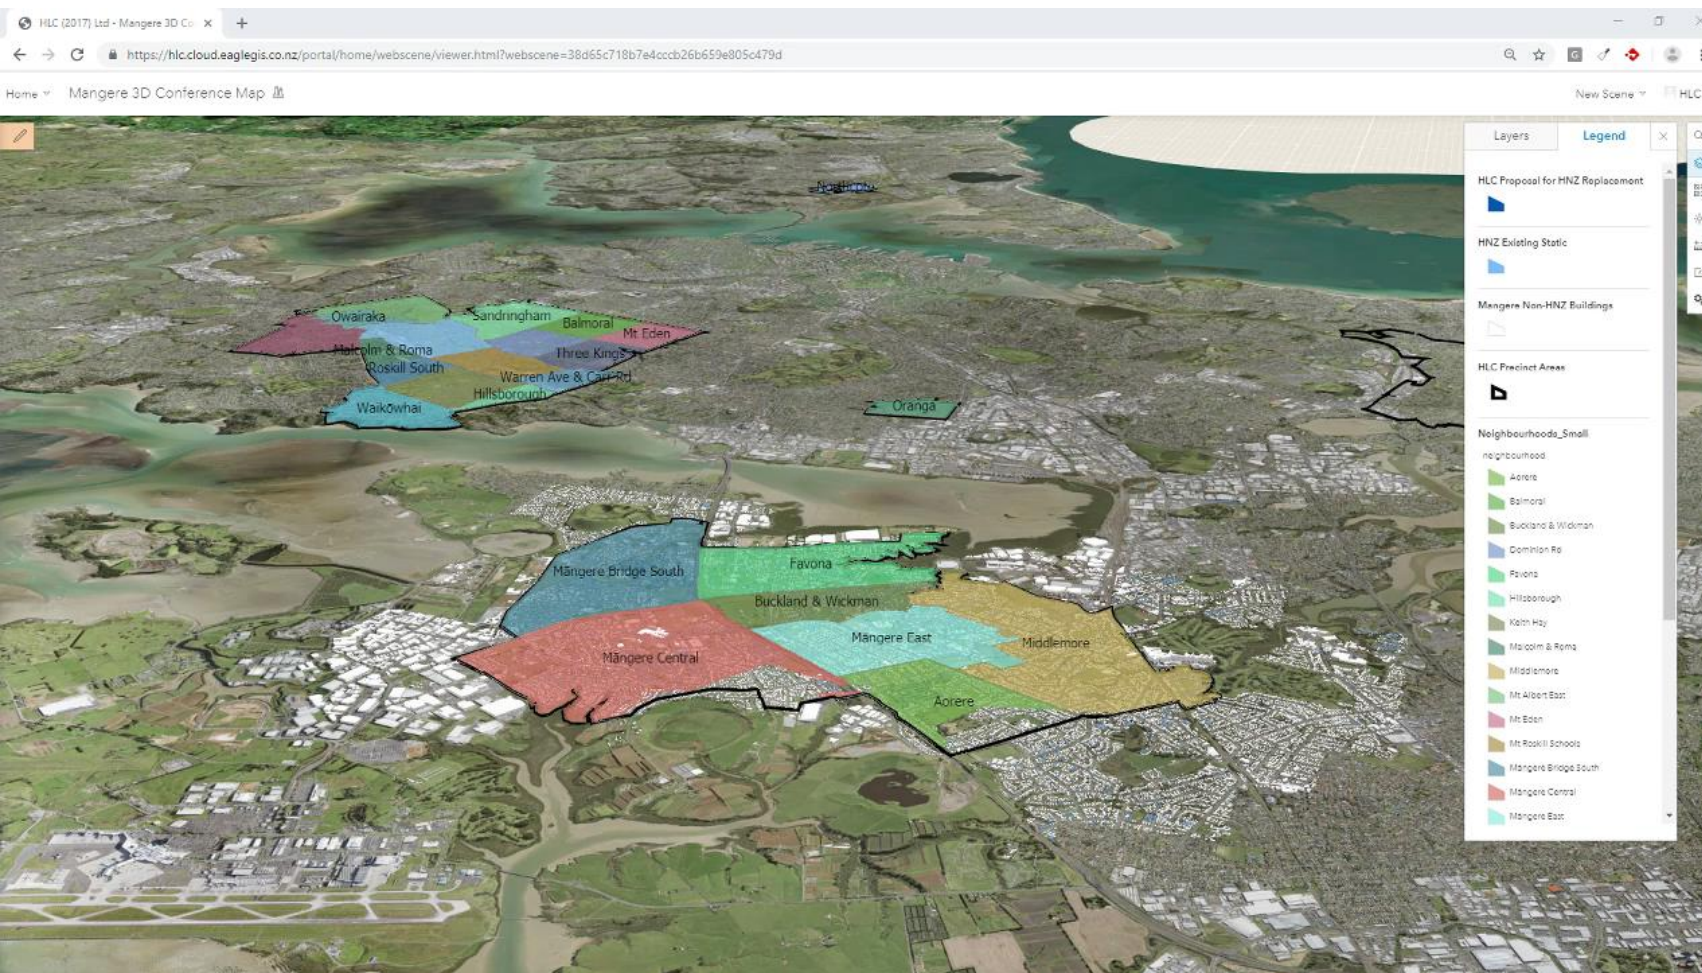 HLC (2017) Ltd - Mangere 3D Co
https://hlc.cloud.eaglegis.co.nz/portal/home/webscene/viewer.html?webscene=38d65c718b7e4cccb26b659e805c479d
Home
Mangere 3D Conference Map
New Scene
HLC
Layers
Legend
HLC Proposal for HNZ Replacement
HNZ Existing Static
Mangere Non-HNZ Buildings
HLC Precinct Areas
Neighbourhoods_Small
neighbourhood
Aorere
Balmoral
Buckland & Wickman
Dominion Rd
Favona
Hillsborough
Keith Hay
Malcolm & Roma
Middlemore
Mt Albert East
Mt Eden
Mt Roskill Schools
Māngere Bridge South
Māngere Central
Māngere East
Northcote
Owairaka
Sandringham
Balmoral
Mt Eden
Malcolm & Roma
Three Kings
Roskill South
Warren Ave & Carr Rd
Hillsborough
Waikōwhai
Oranga
Māngere Bridge South
Favona
Buckland & Wickman
Māngere East
Middlemore
Māngere Central
Aorere